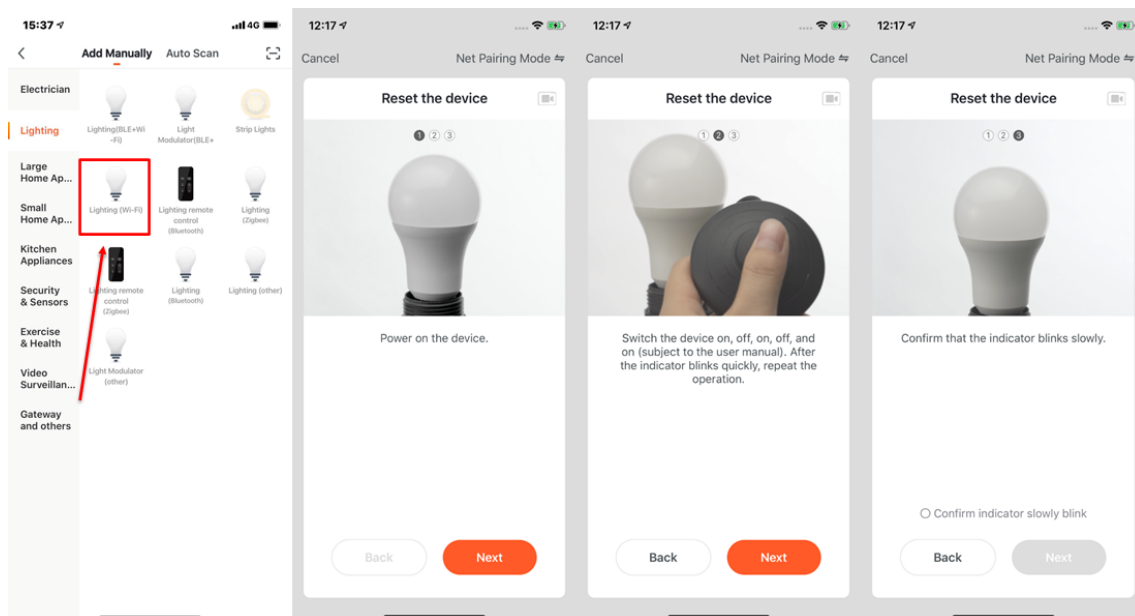 15:37
4G
Add Manually Auto Scan
Electrician
Lighting
Large
Home Ap...
Small
Home Ap...
Kitchen
Appliances
Security
& Sensors
Exercise
& Health
Video
Surveillan...
Gateway
and others
Lighting(BLE+Wi
-Fi)
Light
Modulator(BLE+
Strip Lights
Lighting (Wi-Fi)
Lighting remote
control
(Bluetooth)
Lighting
(Zigbee)
Lighting remote
control
(Zigbee)
Lighting
(Bluetooth)
Lighting (other)
Light Modulator
(other)
12:17
Cancel Net Pairing Mode
Reset the device
1 2 3
Power on the device.
Back Next
12:17
Cancel Net Pairing Mode
Reset the device
1 2 3
Switch the device on, off, on, off, and
on (subject to the user manual). After
the indicator blinks quickly, repeat the
operation.
Back Next
12:17
Cancel Net Pairing Mode
Reset the device
1 2 3
Confirm that the indicator blinks slowly.
Confirm indicator slowly blink
Back Next